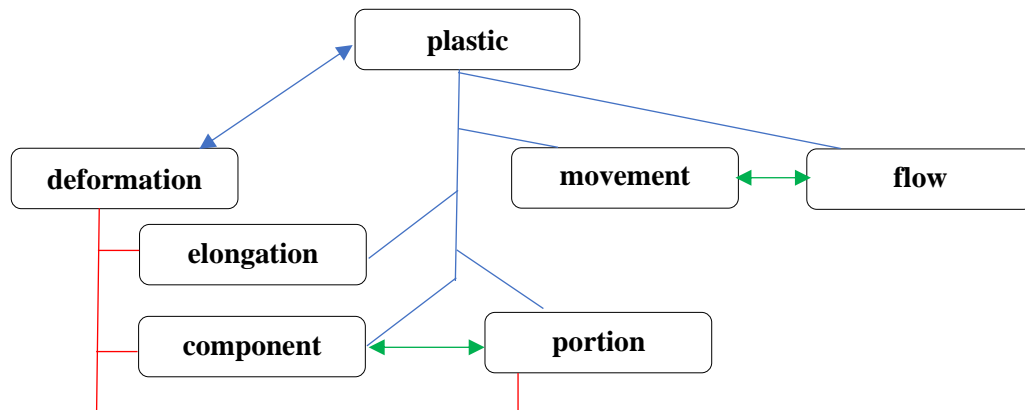 plastic
deformation
movement
flow
elongation
component
portion